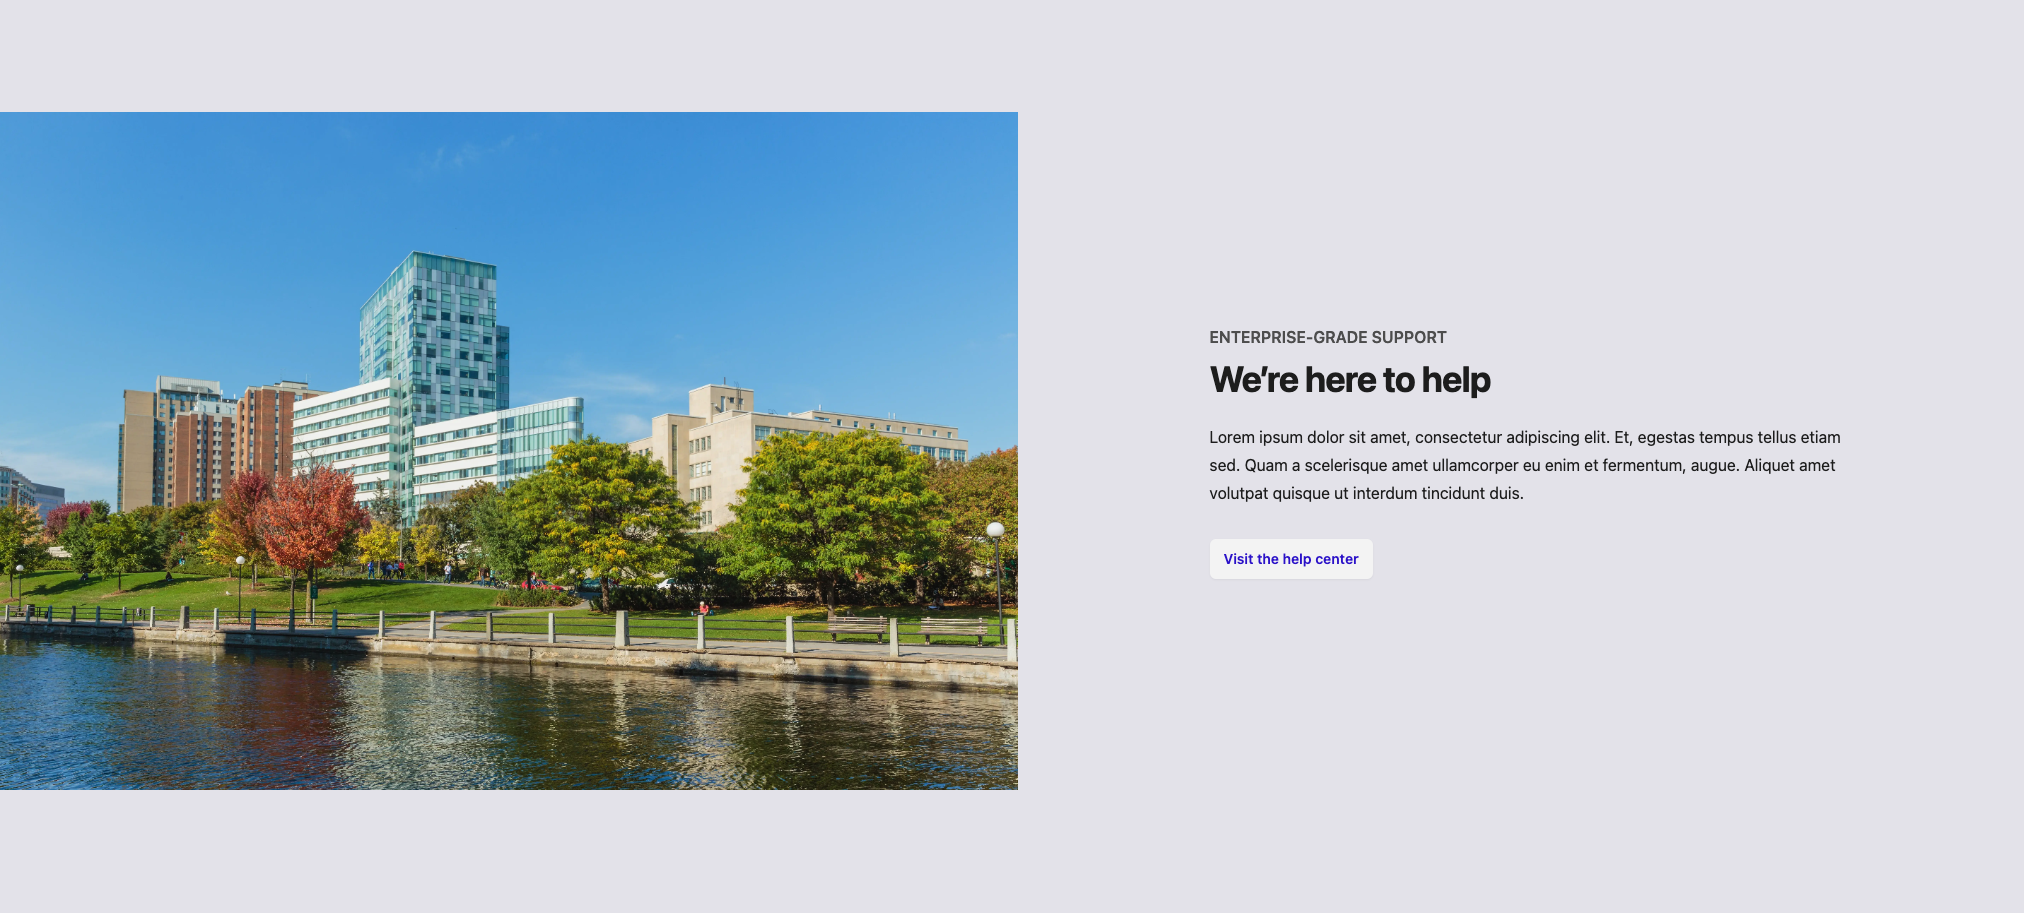 ENTERPRISE-GRADE SUPPORT
We’re here to help
Lorem ipsum dolor sit amet, consectetur adipiscing elit. Et, egestas tempus tellus etiam
sed. Quam a scelerisque amet ullamcorper eu enim et fermentum, augue. Aliquet amet
volutpat quisque ut interdum tincidunt duis.
Visit the help center